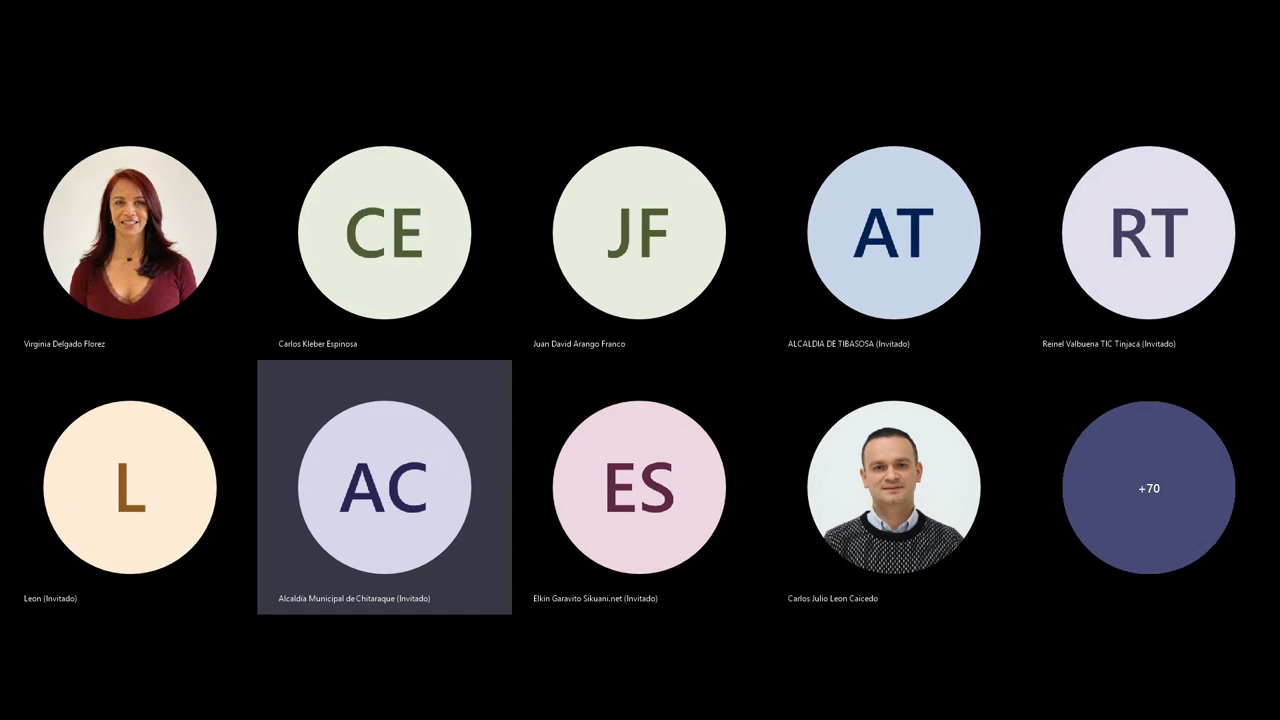 CE
JF
AT
RT
Virginia Delgado Florez
Carlos Kleber Espinosa
Juan David Arango Franco
ALCALDIA DE TIBASOSA (Invitado)
Reinel Valbuena TIC Tinjacá (Invitado)
L
AC
ES
+70
Leon (Invitado)
Alcaldía Municipal de Chitaraque (Invitado)
Elkin Garavito Sikuani.net (Invitado)
Carlos Julio Leon Caicedo